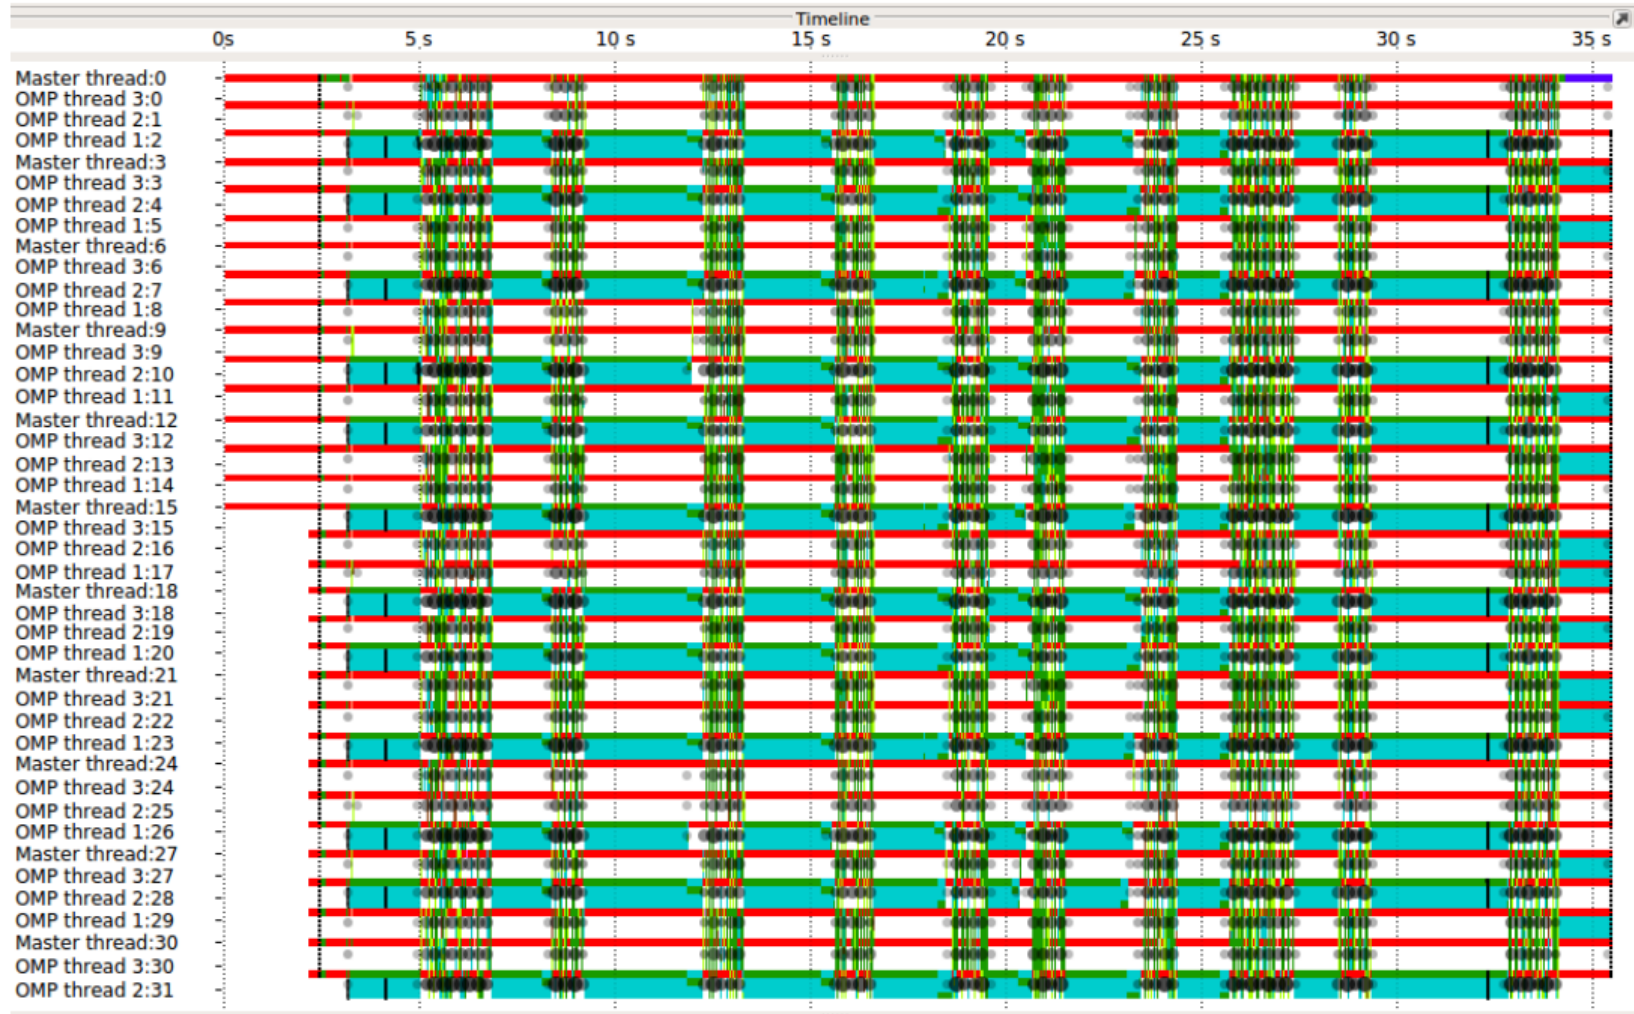 Timeline
0s 5 s 10 s 15 s 20 s 25 s 30 s 35 s
Master thread:0
OMP thread 3:0
OMP thread 2:1
OMP thread 1:2
Master thread:3
OMP thread 3:3
OMP thread 2:4
OMP thread 1:5
Master thread:6
OMP thread 3:6
OMP thread 2:7
OMP thread 1:8
Master thread:9
OMP thread 3:9
OMP thread 2:10
OMP thread 1:11
Master thread:12
OMP thread 3:12
OMP thread 2:13
OMP thread 1:14
Master thread:15
OMP thread 3:15
OMP thread 2:16
OMP thread 1:17
Master thread:18
OMP thread 3:18
OMP thread 2:19
OMP thread 1:20
Master thread:21
OMP thread 3:21
OMP thread 2:22
OMP thread 1:23
Master thread:24
OMP thread 3:24
OMP thread 2:25
OMP thread 1:26
Master thread:27
OMP thread 3:27
OMP thread 2:28
OMP thread 1:29
Master thread:30
OMP thread 3:30
OMP thread 2:31